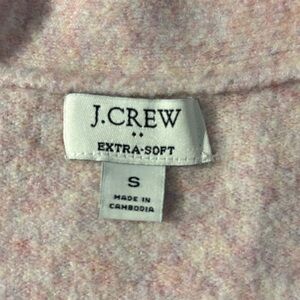 J.CREW
EXTRA-SOFT
S
MADE IN
CAMBODIA